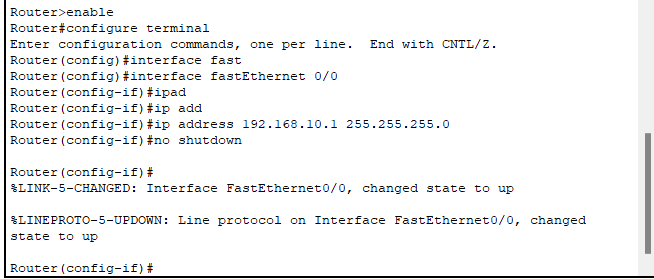 Router>enable
Router#configure terminal
Enter configuration commands, one per line.  End with CNTL/Z.
Router(config)#interface fast
Router(config)#interface fastEthernet 0/0
Router(config-if)#ipad
Router(config-if)#ip add
Router(config-if)#ip address 192.168.10.1 255.255.255.0
Router(config-if)#no shutdown
Router(config-if)#
%LINK-5-CHANGED: Interface FastEthernet0/0, changed state to up
%LINEPROTO-5-UPDOWN: Line protocol on Interface FastEthernet0/0, changed
state to up
Router(config-if)#